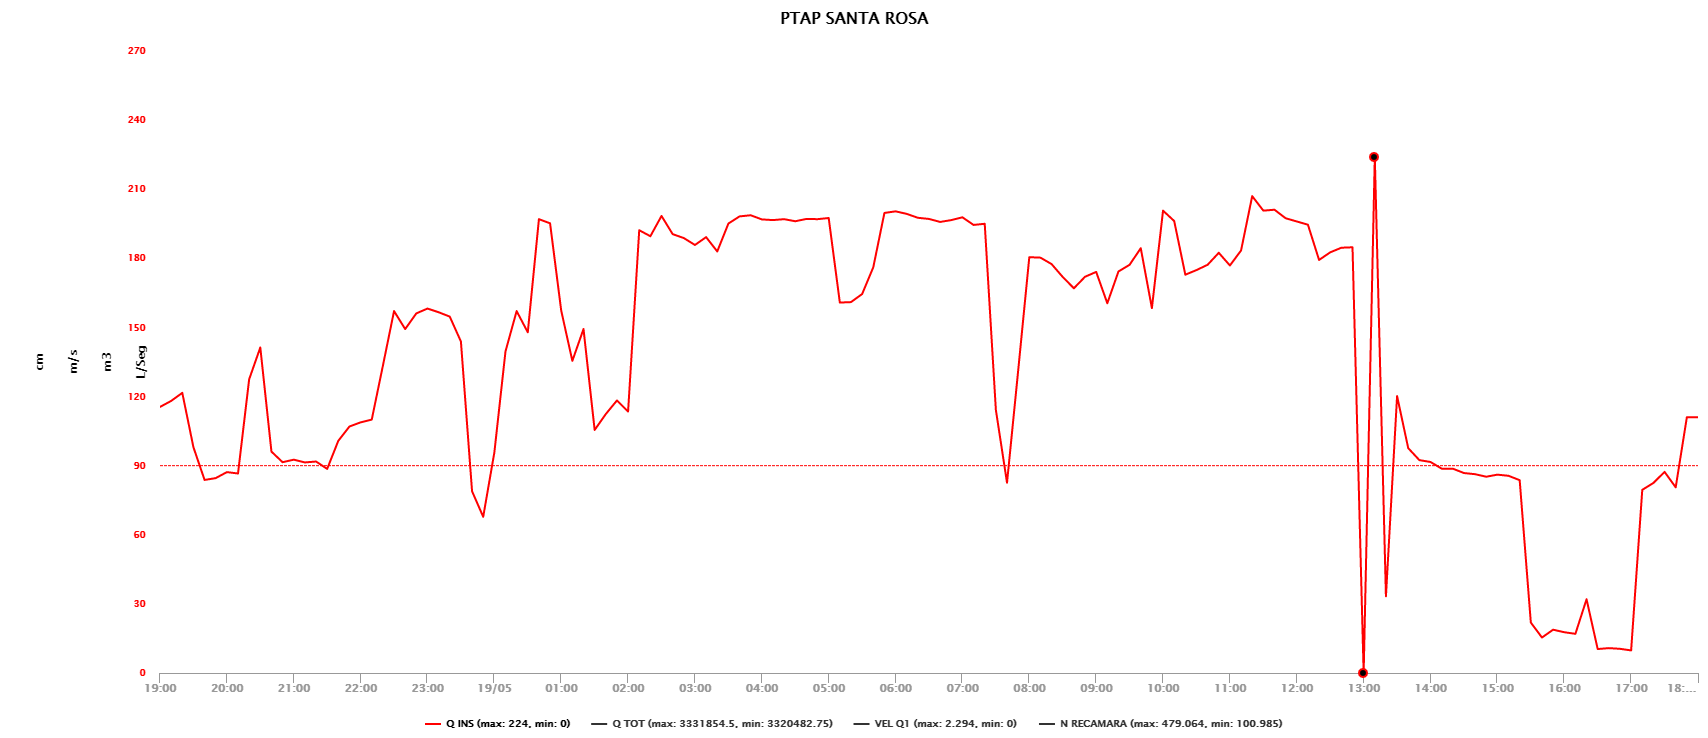 PTAP SANTA ROSA
270
240
210
180
150
120
90
60
30
0
cm
m/s
m3
L/Seg
19:00 20:00 21:00 22:00 23:00 19/05 01:00 02:00 03:00 04:00 05:00 06:00 07:00 08:00 09:00 10:00 11:00 12:00 13:00 14:00 15:00 16:00 17:00 18:...
Q INS (max: 224, min: 0) Q TOT (max: 3331854.5, min: 3320482.75) VEL Q1 (max: 2.294, min: 0) N RECAMARA (max: 479.064, min: 100.985)